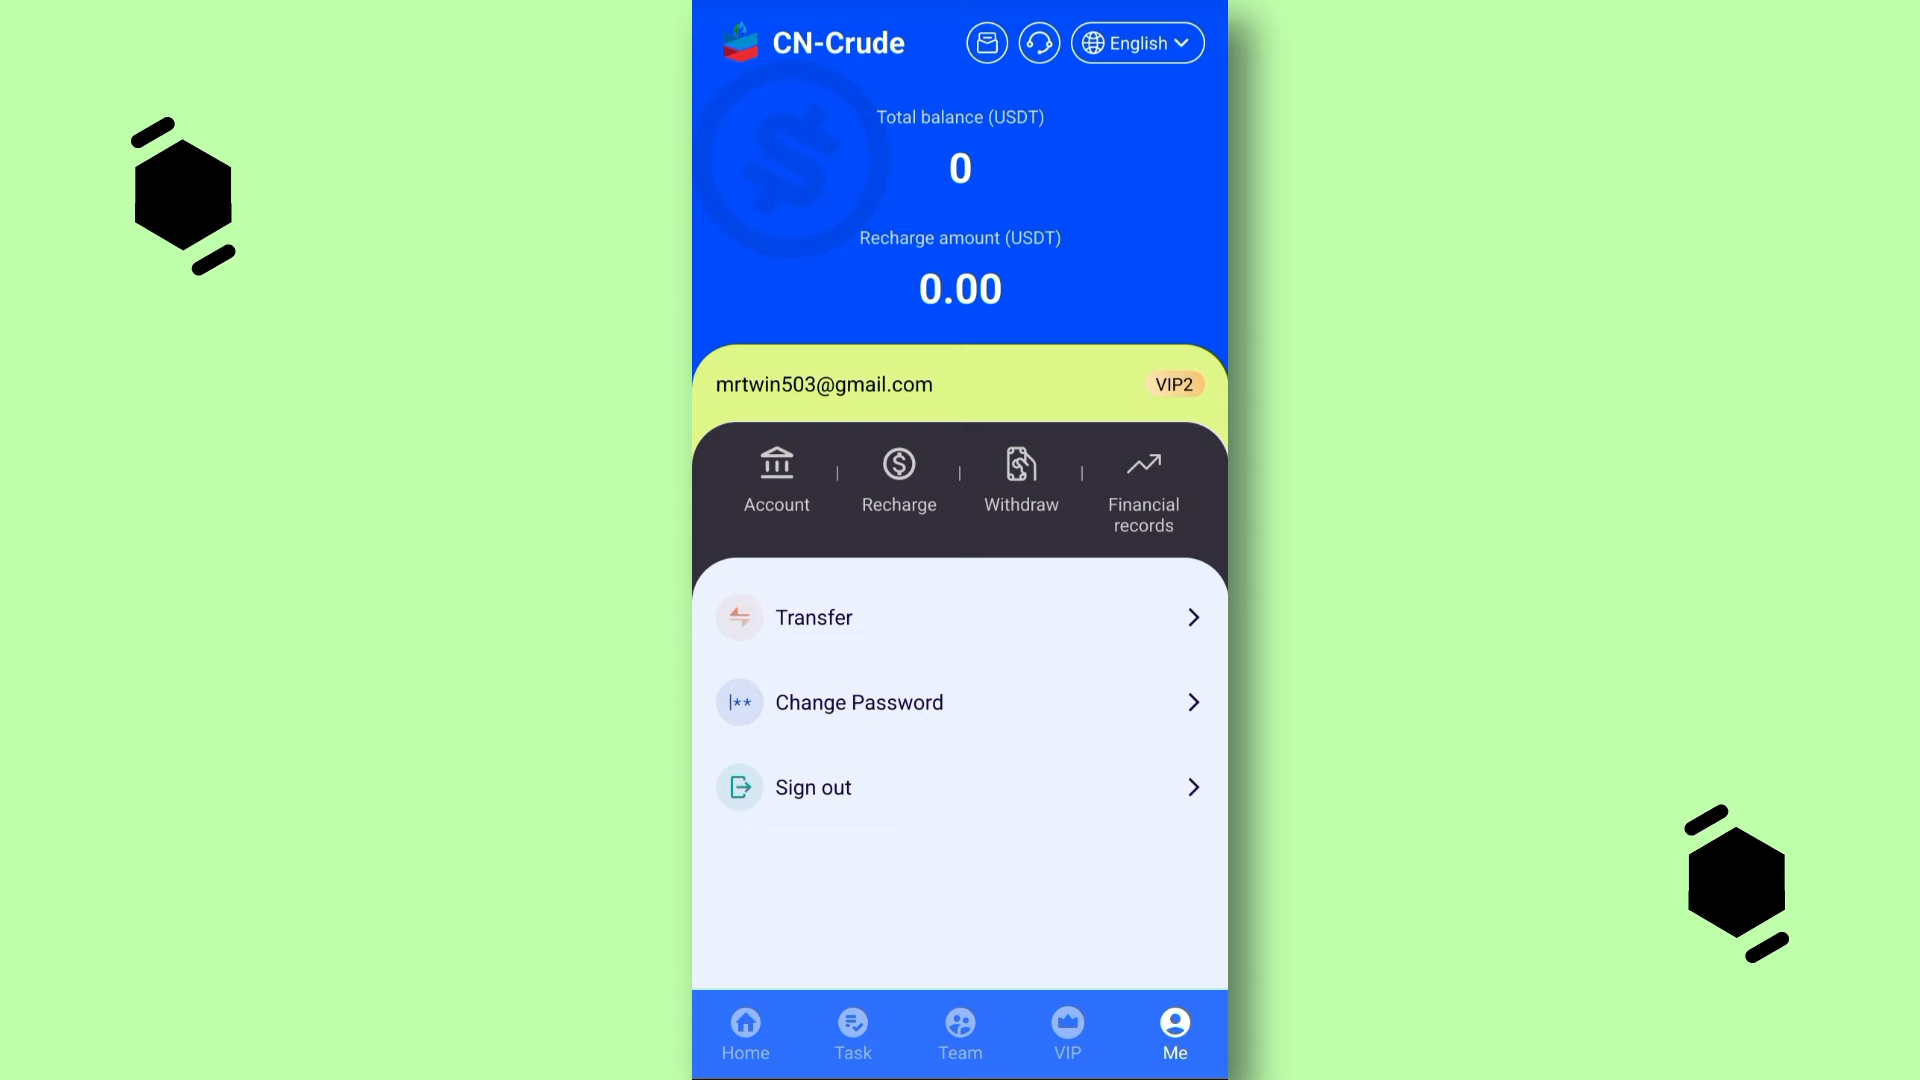 CN-Crude
English
Total balance (USDT)
0
Recharge amount (USDT)
0.00
mrtwin503@gmail.com
VIP2
Account
Recharge
Withdraw
Financial
records
Transfer
Change Password
Sign out
Home
Task
Team
VIP
Me